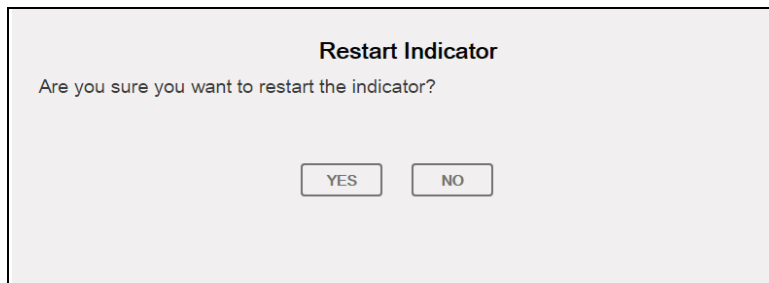 Restart Indicator
Are you sure you want to restart the indicator?
YES NO